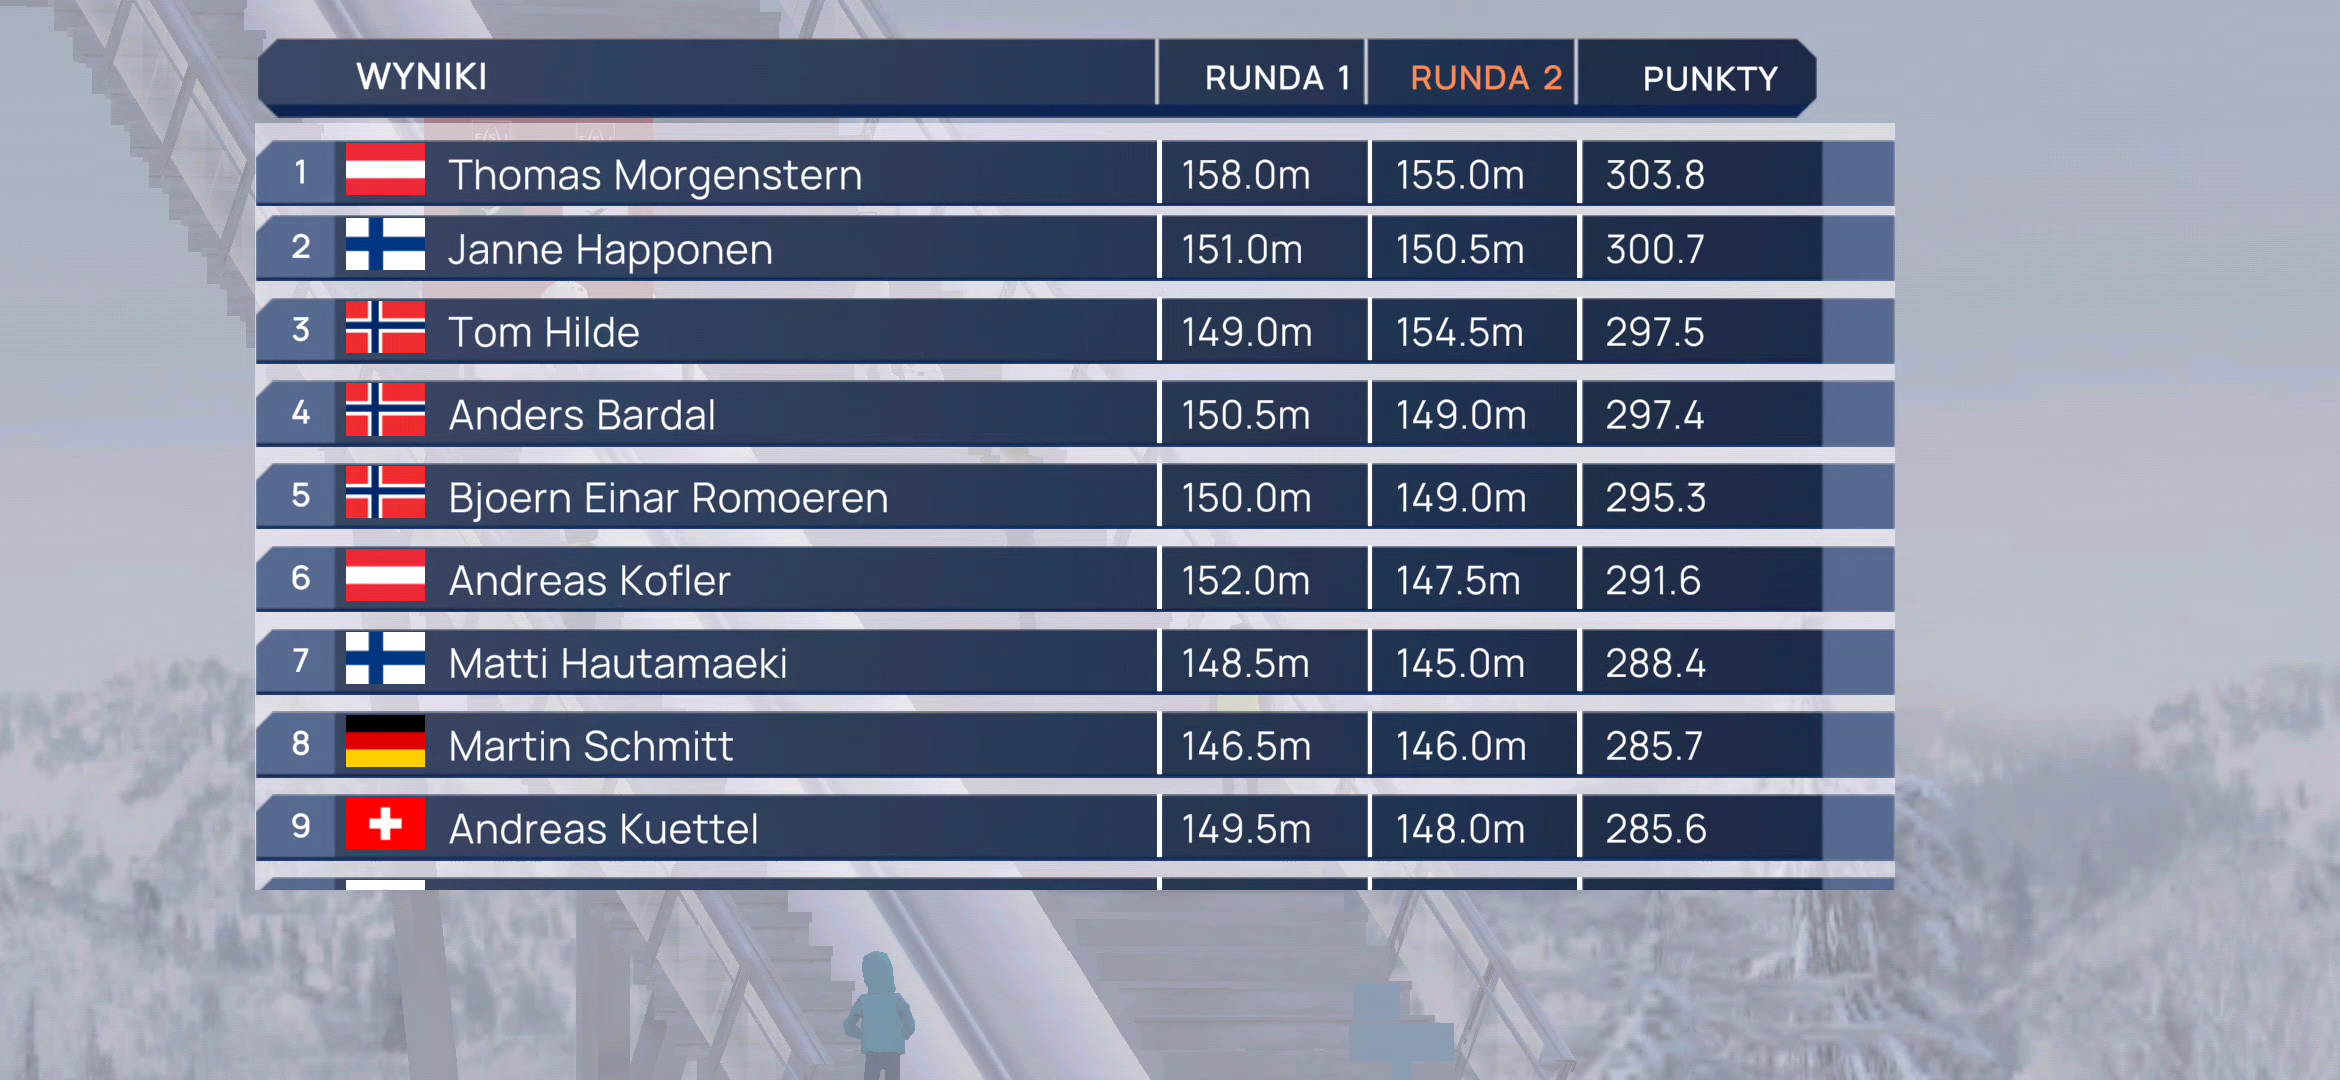 WYNIKI RUNDA 1 RUNDA 2 PUNKTY
1 Thomas Morgenstern 158.0m 155.0m 303.8
2 Janne Happonen 151.0m 150.5m 300.7
3 Tom Hilde 149.0m 154.5m 297.5
4 Anders Bardal 150.5m 149.0m 297.4
5 Bjoern Einar Romoeren 150.0m 149.0m 295.3
6 Andreas Kofler 152.0m 147.5m 291.6
7 Matti Hautamaeki 148.5m 145.0m 288.4
8 Martin Schmitt 146.5m 146.0m 285.7
9 Andreas Kuettel 149.5m 148.0m 285.6